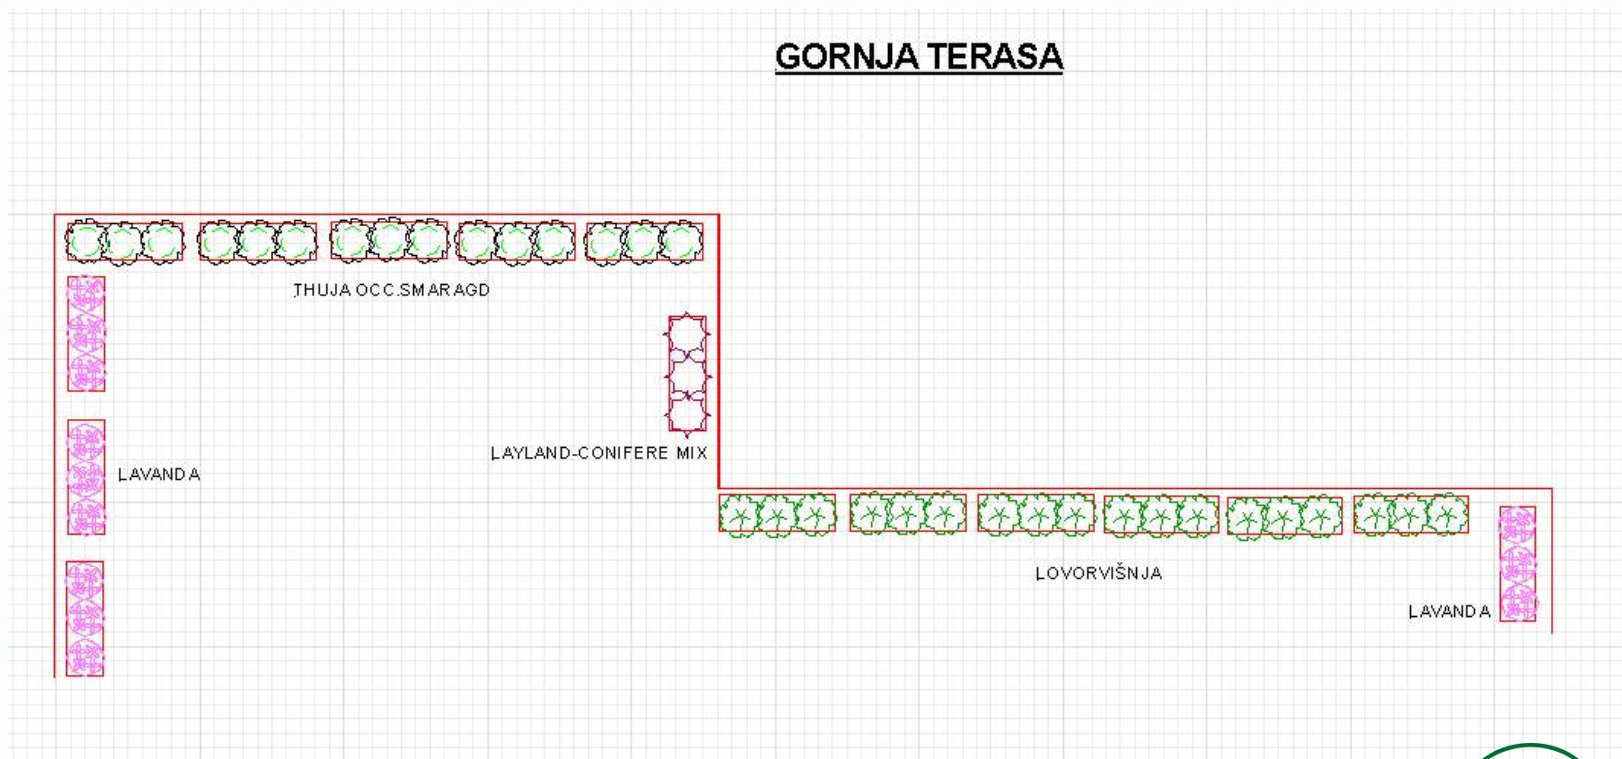 GORNJA TERASA
THUJA OCC.SMARAGD
LAYLAND-CONIFERE MIX
LAVANDA
LOVORVIŠNJA
LAVANDA